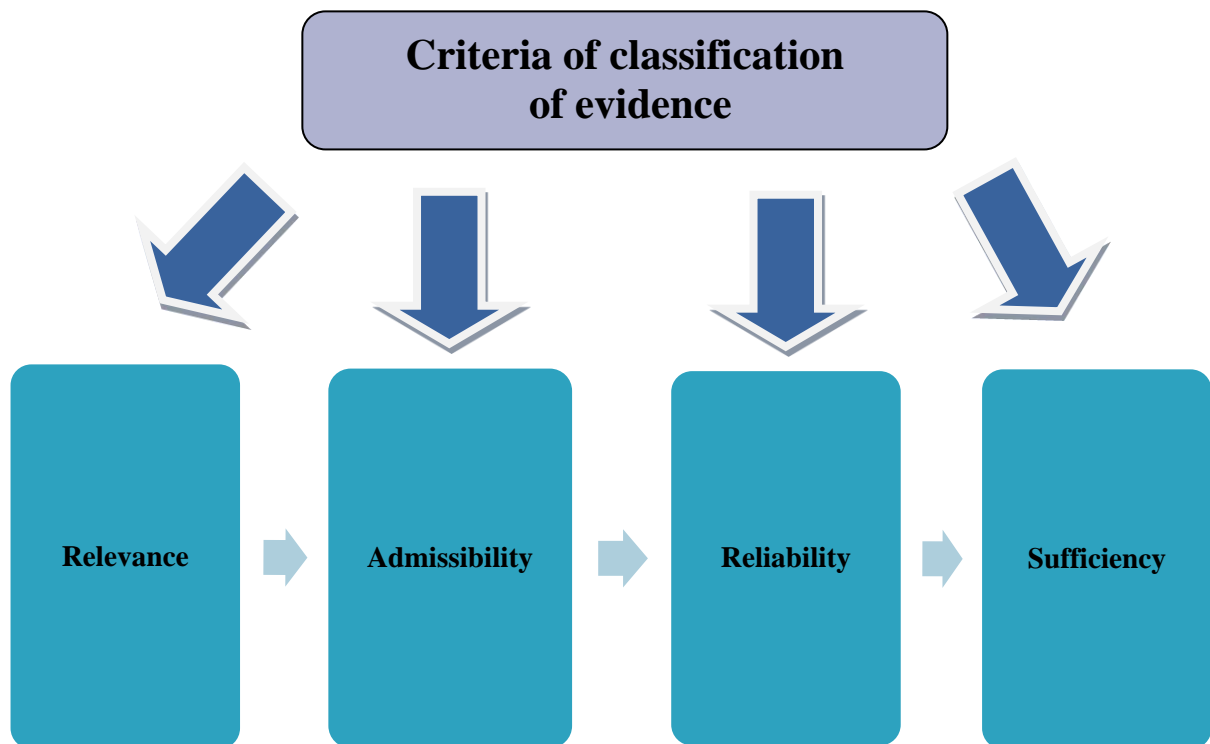 Criteria of classification
of evidence
Relevance
Admissibility
Reliability
Sufficiency